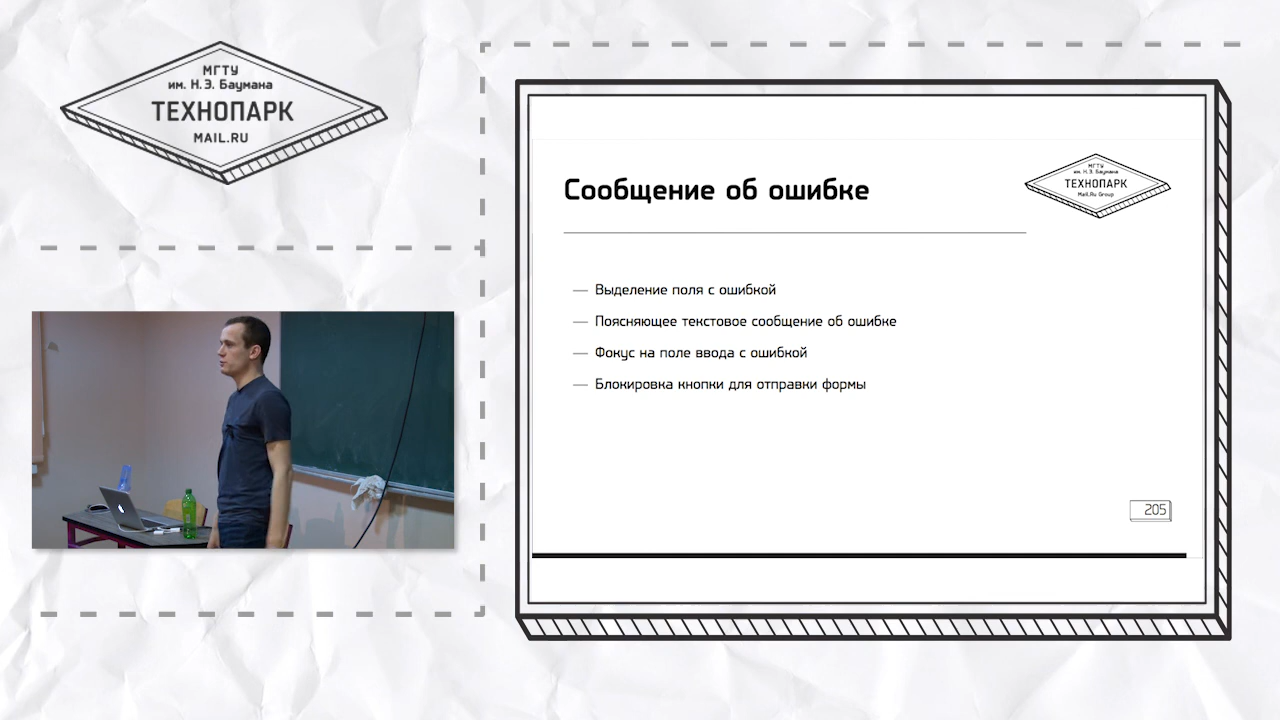 МГТУ
им. Н.Э. Баумана
ТЕХНОПАРК
MAIL.RU
Сообщение об ошибке
МГТУ
им. Н.Э. Баумана
ТЕХНОПАРК
Mail.Ru Group
— Выделение поля с ошибкой
— Поясняющее текстовое сообщение об ошибке
— Фокус на поле ввода с ошибкой
— Блокировка кнопки для отправки формы
205